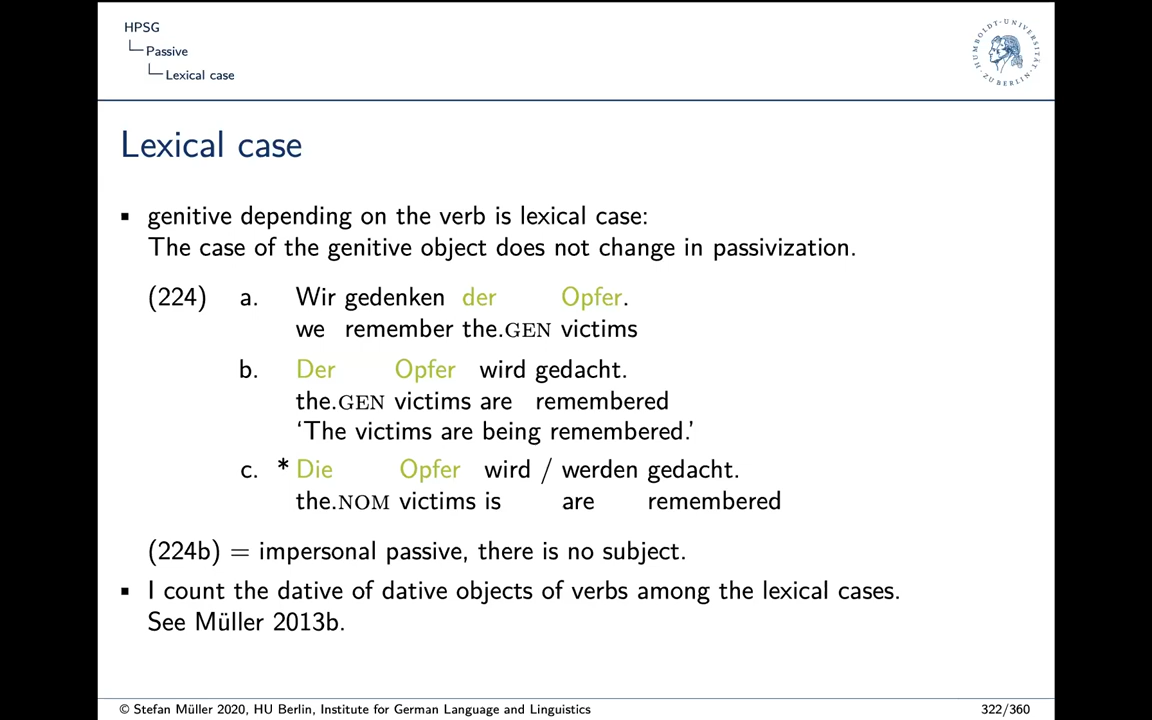 HPSG
Passive
Lexical case
HUMBOLDT-UNIVERSITÄT ZU BERLIN
Lexical case
▪ genitive depending on the verb is lexical case:
The case of the genitive object does not change in passivization.
(224) a. Wir gedenken der Opfer.
we remember the.GEN victims
b. Der Opfer wird gedacht.
the.GEN victims are remembered
‘The victims are being remembered.’
c. * Die Opfer wird / werden gedacht.
the.NOM victims is are remembered
(224b) = impersonal passive, there is no subject.
▪ I count the dative of dative objects of verbs among the lexical cases.
See Müller 2013b.
© Stefan Müller 2020, HU Berlin, Institute for German Language and Linguistics 322/360